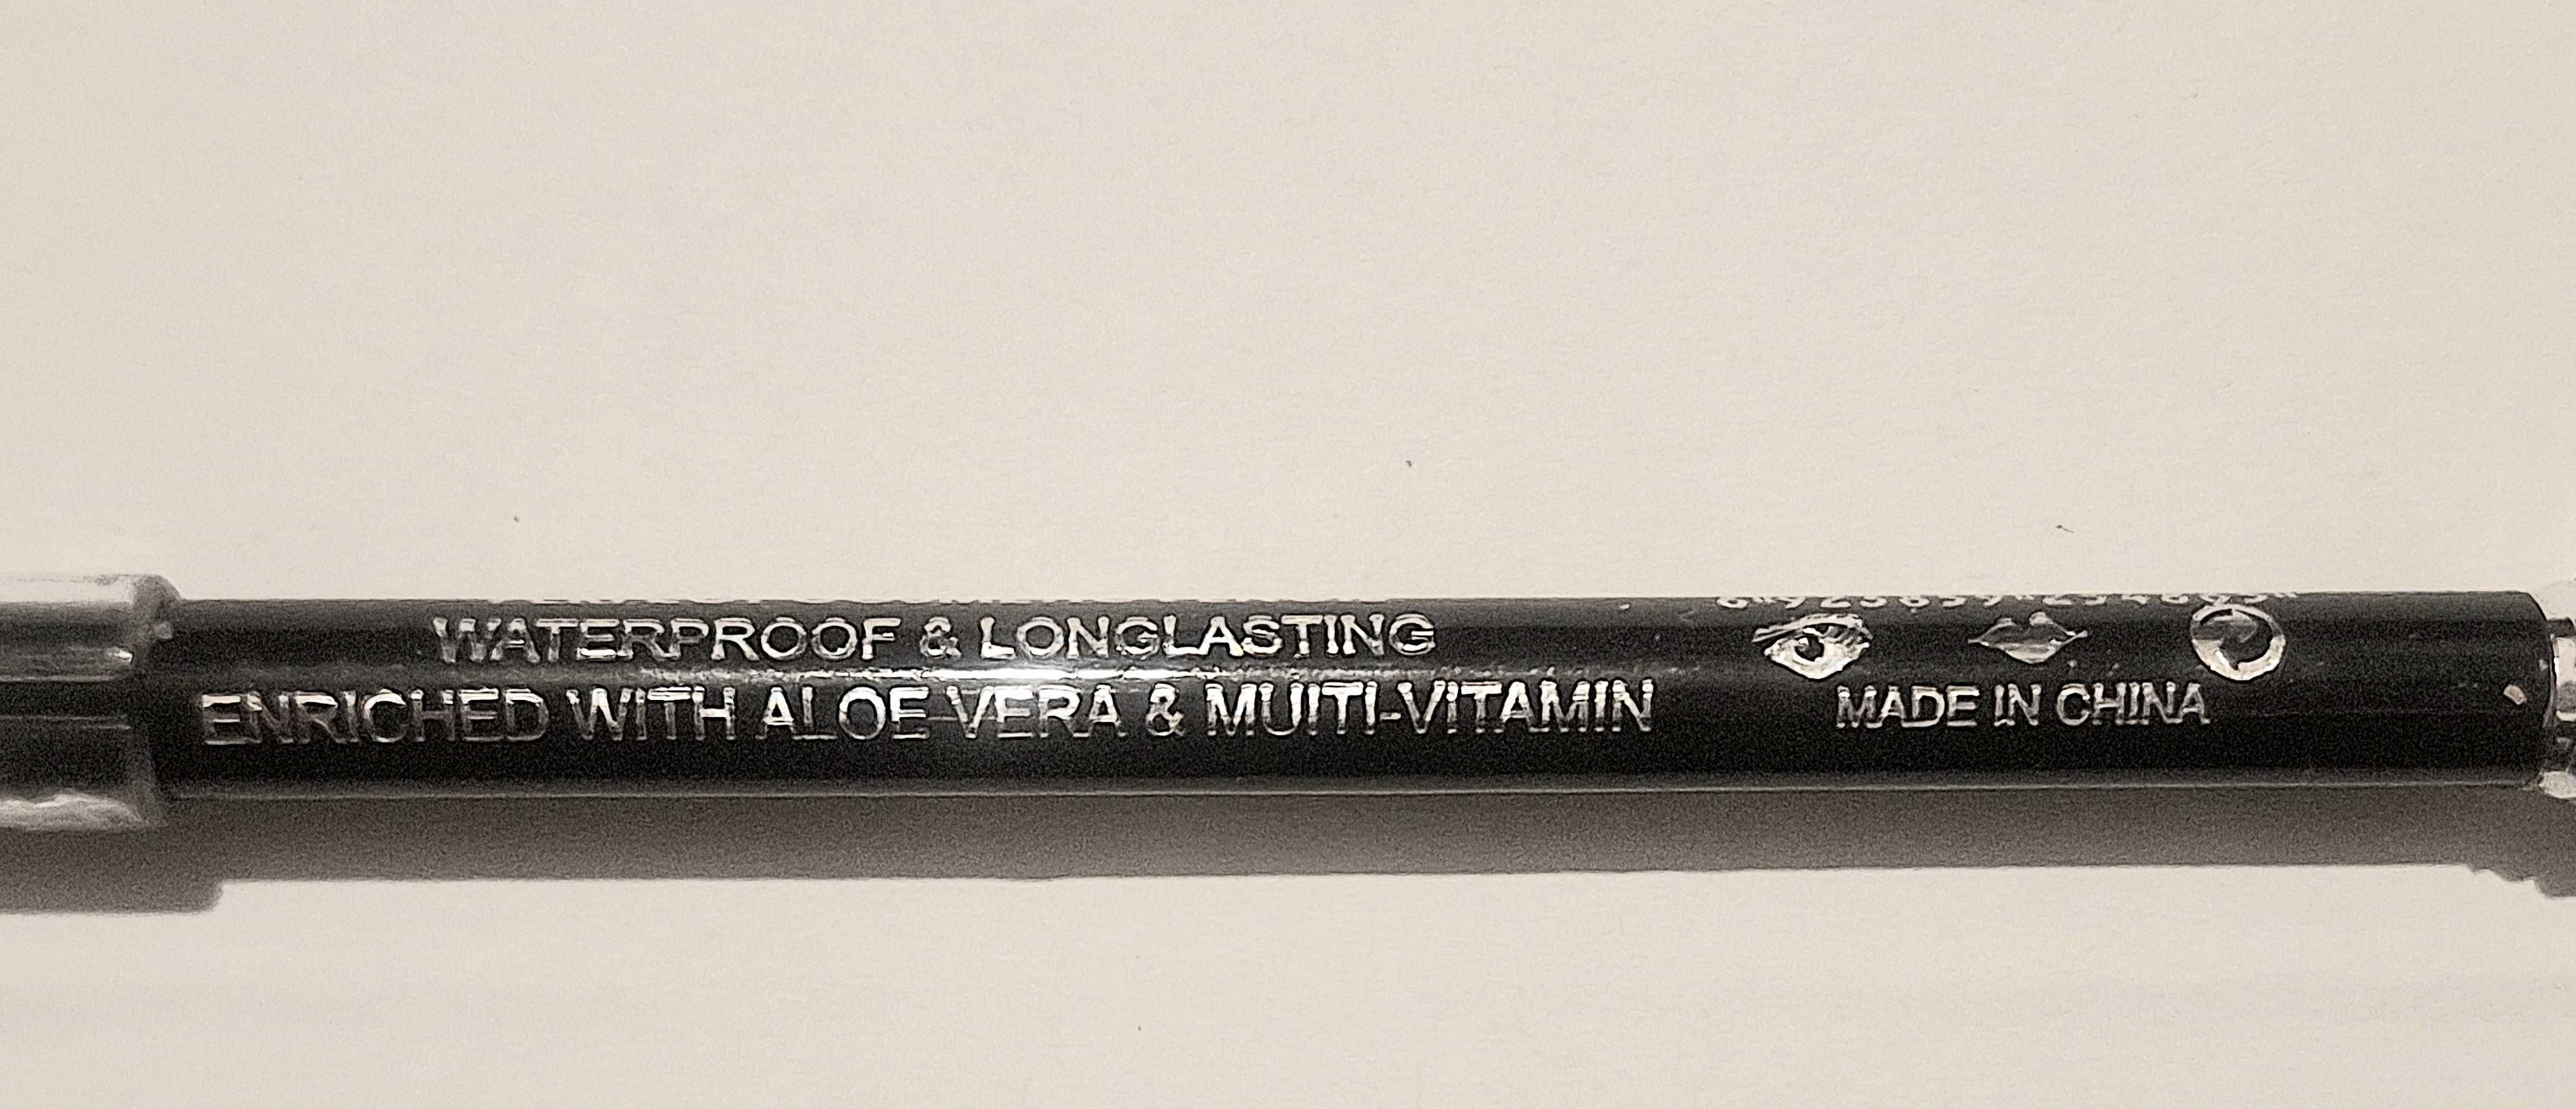 WATERPROOF & LONGLASTING
ENRICHED WITH ALOE VERA & MUITI-VITAMIN
MADE IN CHINA